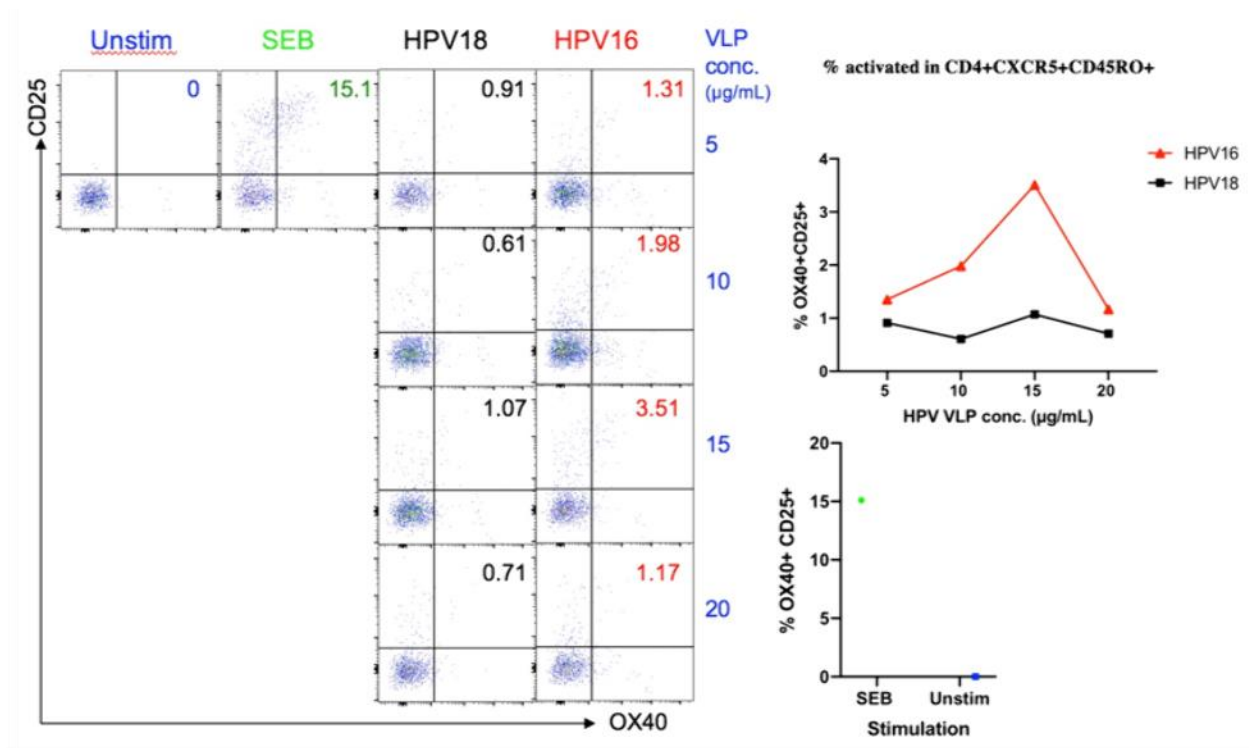 Unstim SEB HPV18 HPV16 VLP conc. (µg/mL)
CD25
0 15.1 0.91 1.31 5
0.61 1.98 10
1.07 3.51 15
0.71 1.17 20
OX40
% activated in CD4+CXCR5+CD45RO+
HPV16
HPV18
% OX40+CD25+
4
3
2
1
0
5 10 15 20
HPV VLP conc. (µg/mL)
% OX40+ CD25+
20
15
10
5
0
SEB Unstim
Stimulation